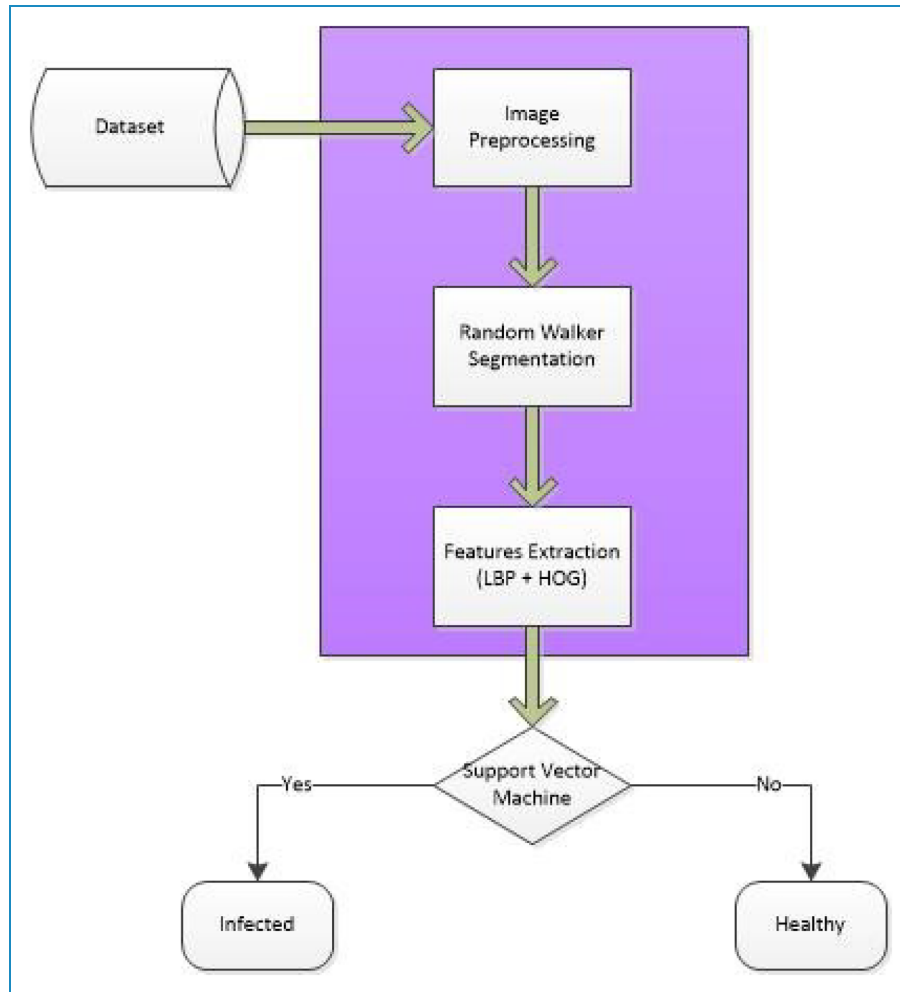 Dataset
Image
Preprocessing
Random Walker
Segmentation
Features Extraction
(LBP + HOG)
Support Vector
Machine
Yes
No
Infected
Healthy